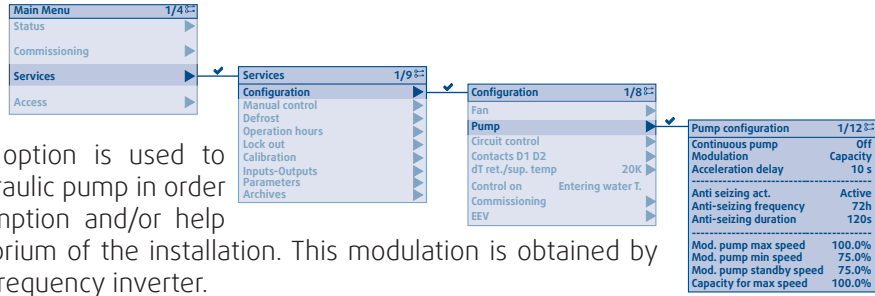 Main Menu 1/4
Status
Commissioning
Services
Access
Services 1/9
Configuration
Manual control
Defrost
Operation hours
Lock out
Calibration
Inputs-Outputs
Parameters
Archives
Configuration 1/8
Fan
Pump
Circuit control
Contacts D1 D2
dT ret./sup. temp 20K
Control on Entering water T.
Commissioning
EEV
Pump configuration 1/12
Continuous pump Off
Modulation Capacity
Acceleration delay 10 s
Anti seizing act. Active
Anti-seizing frequency 72h
Anti-seizing duration 120s
Mod. pump max speed 100.0%
Mod. pump min speed 75.0%
Mod. pump standby speed 75.0%
Capacity for max speed 100.0%
option is used to
raulic pump in order
mption and/or help
orium of the installation. This modulation is obtained by
requency inverter.